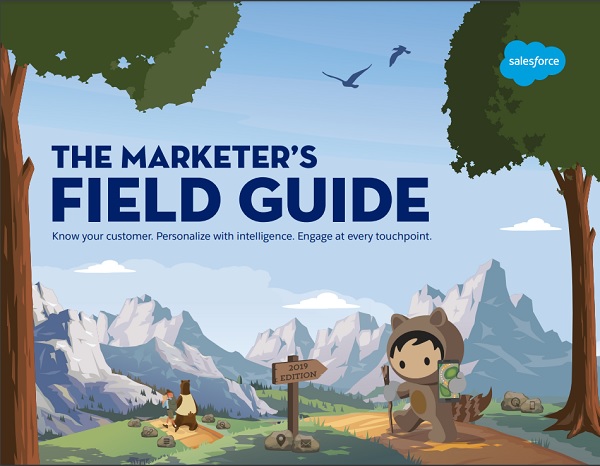 salesforce
THE MARKETER'S
FIELD GUIDE
Know your customer. Personalize with intelligence. Engage at every touchpoint.
2019
EDITION